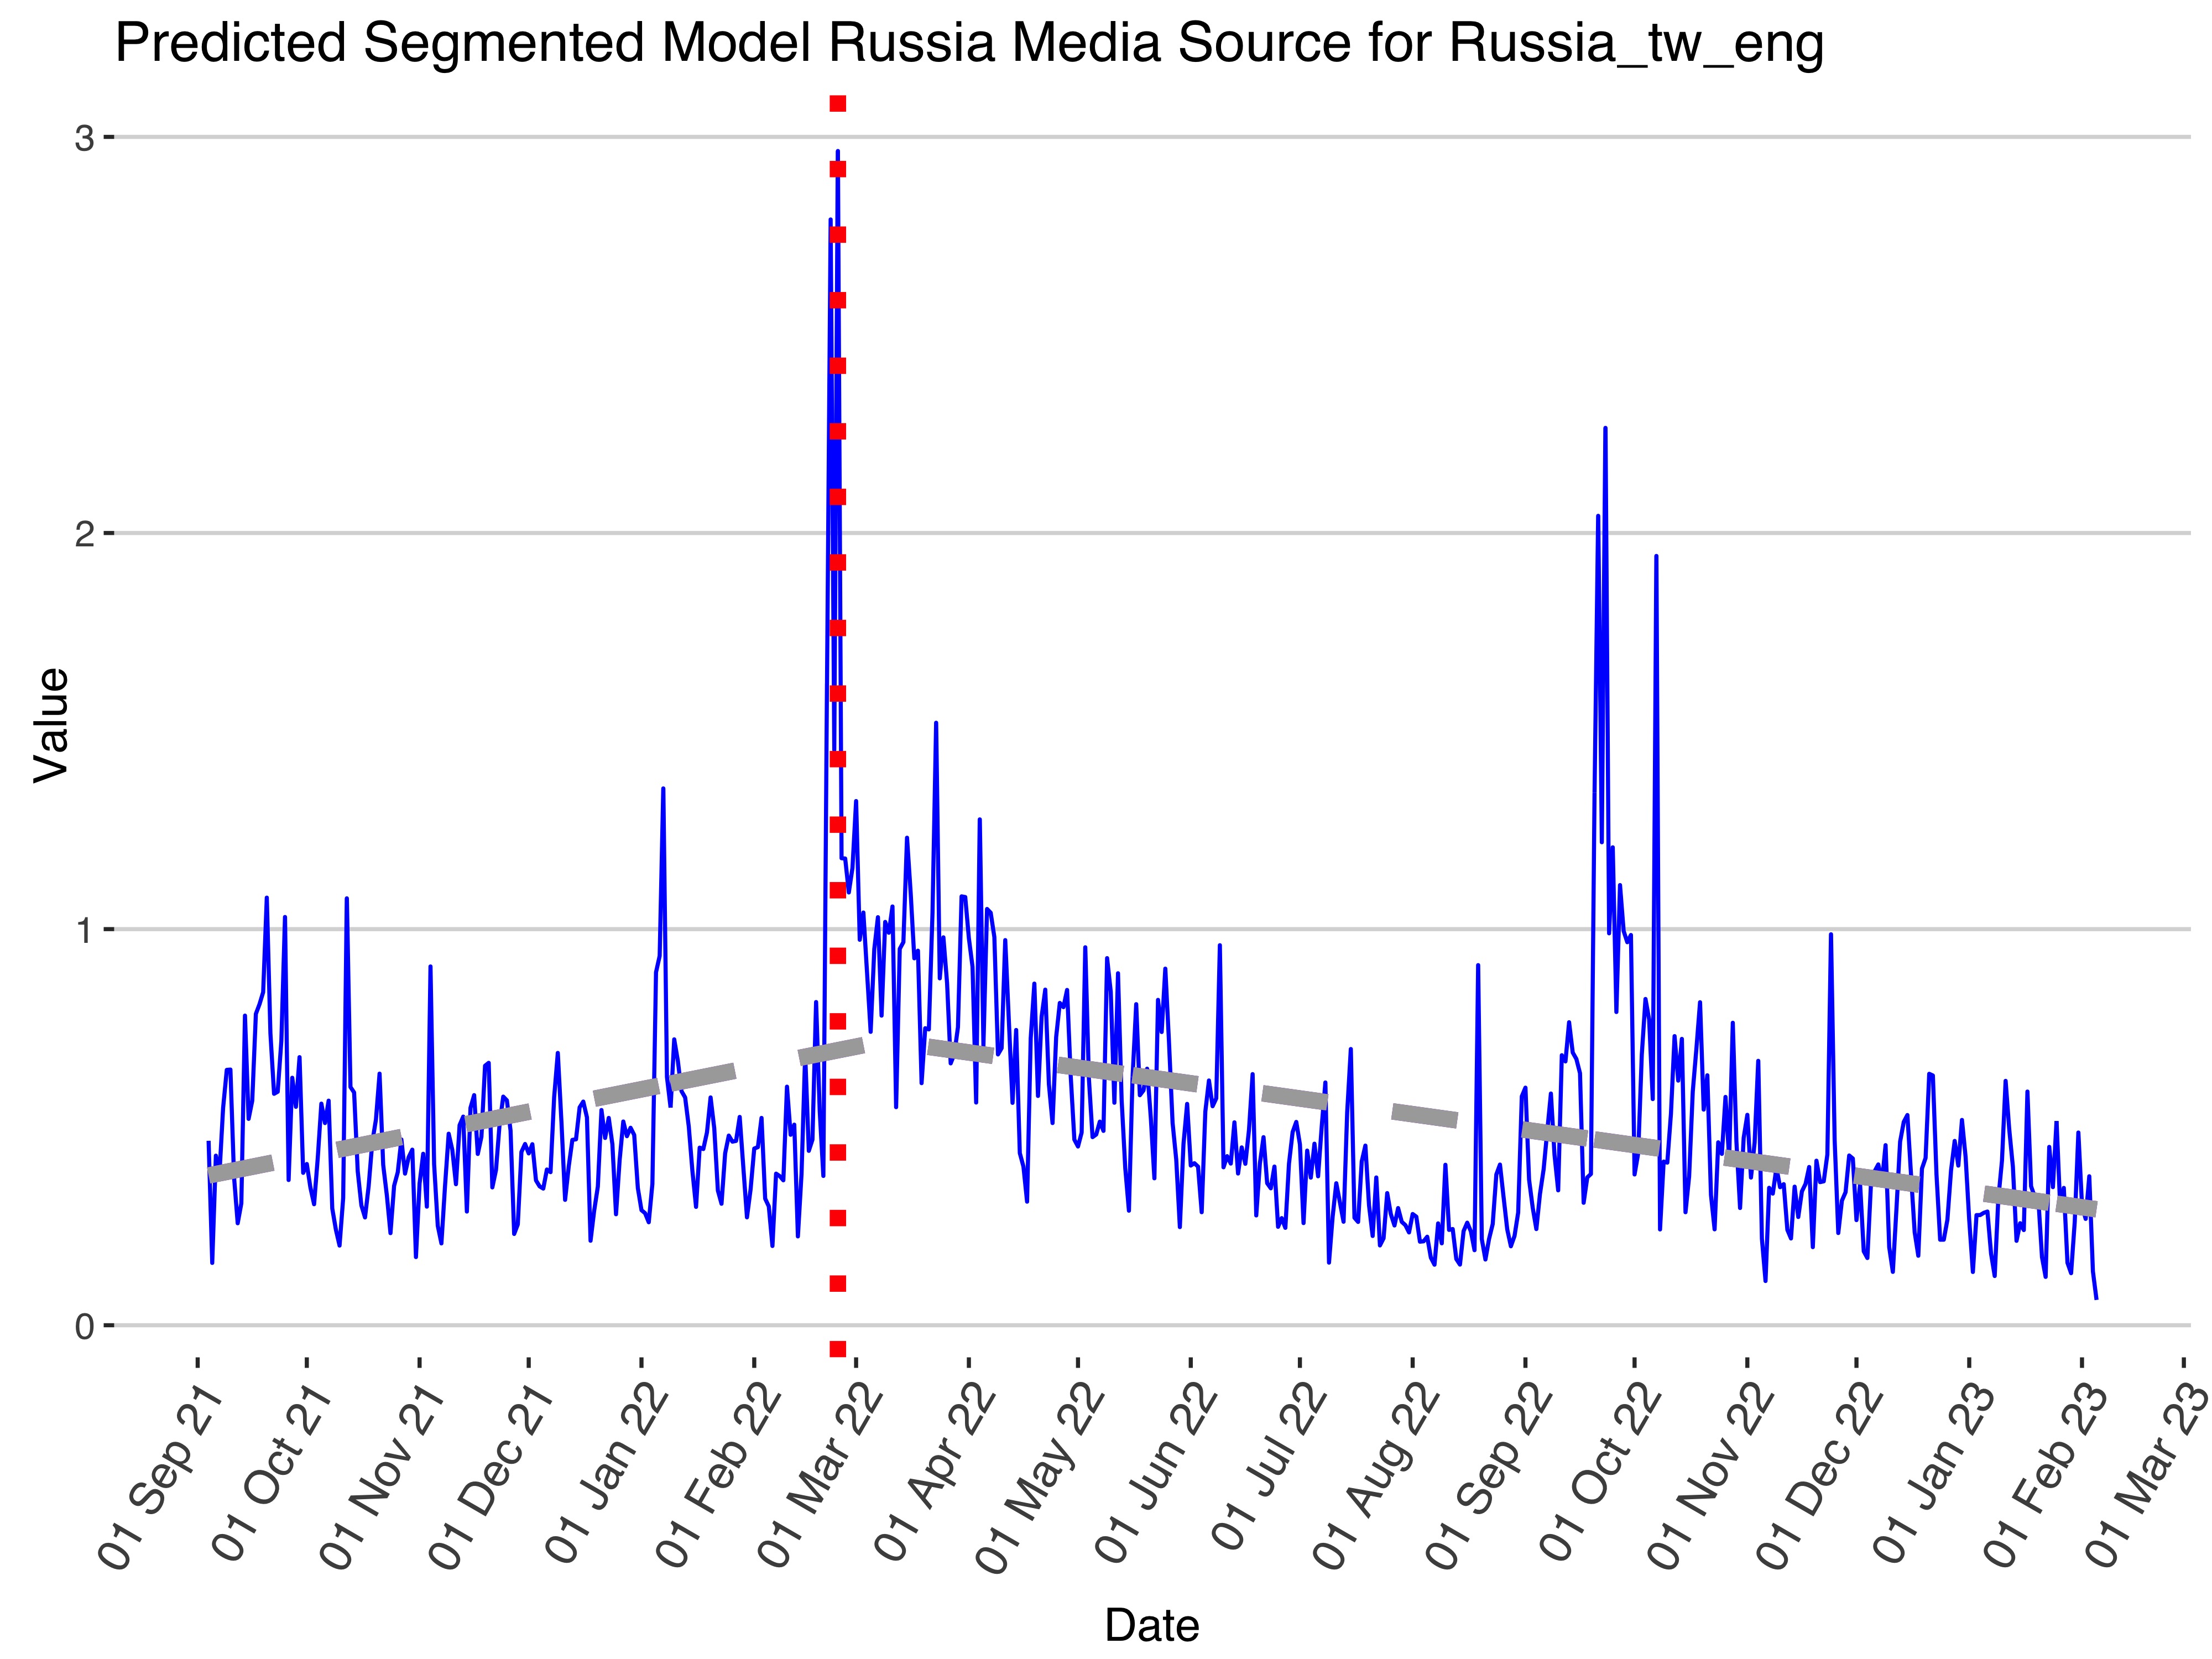 Predicted Segmented Model Russia Media Source for Russia_tw_eng
3
2
1
0
Value
01 Sep 21
01 Oct 21
01 Nov 21
01 Dec 21
01 Jan 22
01 Feb 22
01 Mar 22
01 Apr 22
01 May 22
01 Jun 22
01 Jul 22
01 Aug 22
01 Sep 22
01 Oct 22
01 Nov 22
01 Dec 22
01 Jan 23
01 Feb 23
01 Mar 23
Date